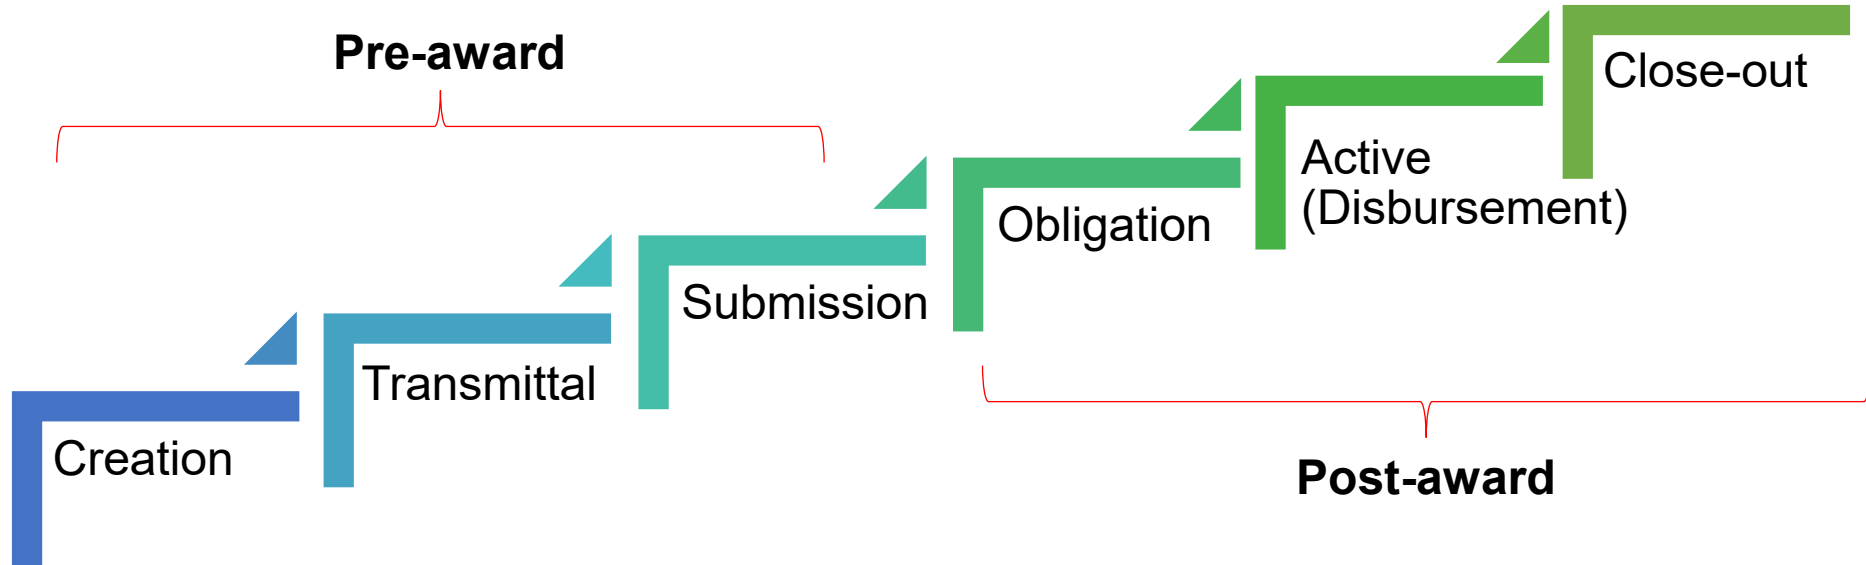 Pre-award
Creation
Transmittal
Submission
Obligation
Active
(Disbursement)
Close-out
Post-award